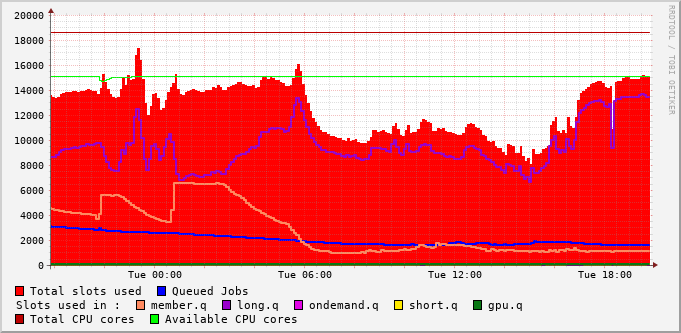 20000
18000
16000
14000
12000
10000
8000
6000
4000
2000
0
Tue 00:00 Tue 06:00 Tue 12:00 Tue 18:00
RRDTOOL / TOBI OETIKER
Total slots used Queued Jobs
Slots used in : member.q long.q ondemand.q short.q gpu.q
Total CPU cores Available CPU cores